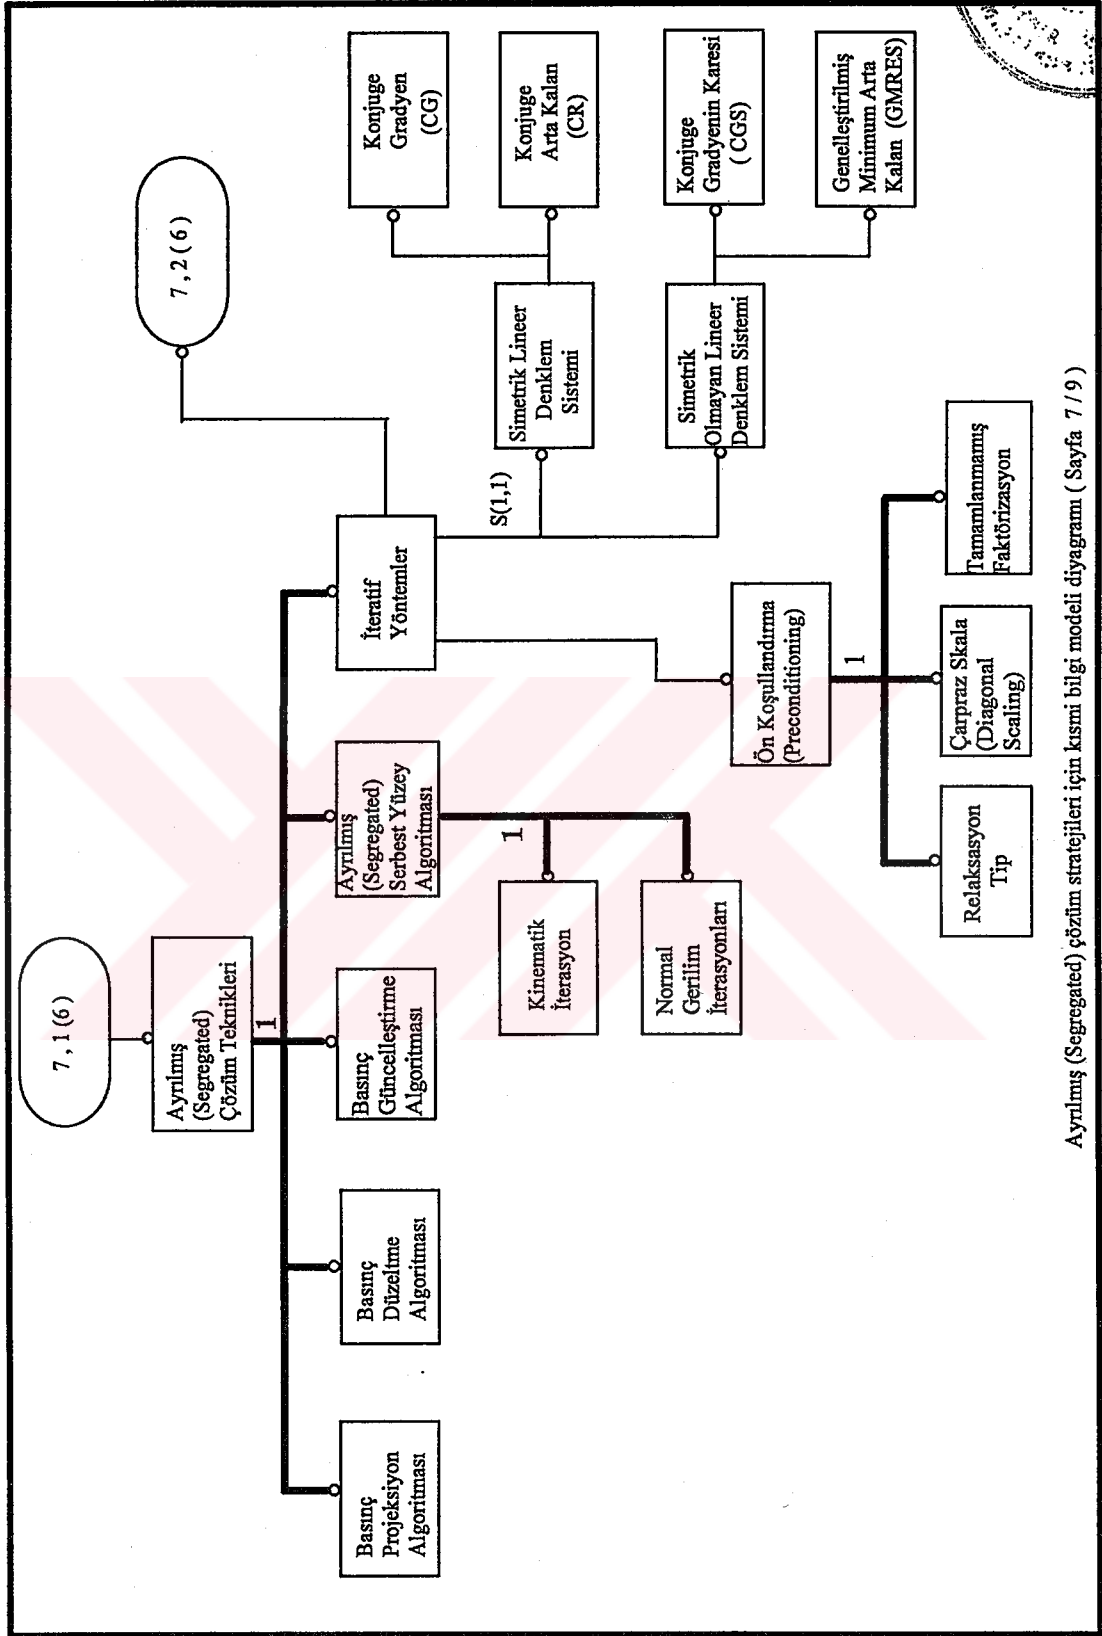 7 , 1 (6)
Ayrılmış
(Segregated)
Çözüm Teknikleri
1
Basınç
Projeksiyon
Algoritması
Basınç
Düzeltme
Algoritması
Basınç
Güncelleştirme
Algoritması
Ayrılmış
(Segregated)
Serbest Yüzey
Algoritması
İteratif
Yöntemler
7 , 2 ( 6 )
1
Kinematik
İterasyon
Normal
Gerilim
İterasyonları
S(1,1)
Simetrik Lineer
Denklem
Sistemi
Simetrik
Olmayan Lineer
Denklem Sistemi
Konjuge
Gradyen
(CG)
Konjuge
Arta Kalan
(CR)
Konjuge
Gradyenin Karesi
( CGS)
Genelleştirilmiş
Minimum Arta
Kalan (GMRES)
Ön Koşullandırma
(Preconditioning)
1
Relaksasyon
Tip
Çarpraz Skala
(Diagonal
Scaling)
Tamamlanmamış
Faktörizasyon
Ayrılmış (Segregated) çözüm stratejileri için kısmi bilgi modeli diyagramı ( Sayfa 7 / 9 )